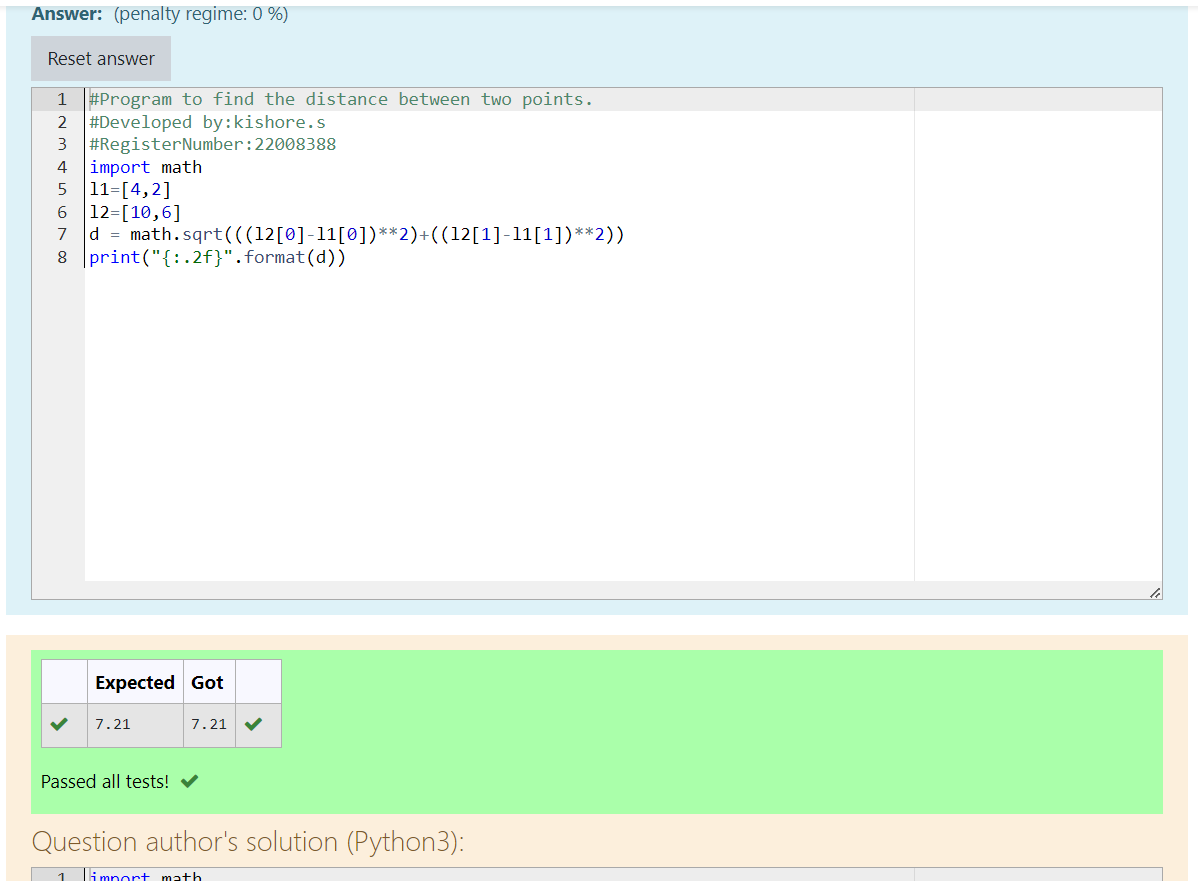 Answer: (penalty regime: 0 %)
Reset answer
1 #Program to find the distance between two points.
2 #Developed by:kishore.s
3 #RegisterNumber:22008388
4 import math
5 l1=[4,2]
6 l2=[10,6]
7 d = math.sqrt(((l2[0]-l1[0])**2)+((l2[1]-l1[1])**2))
8 print("{:.2f}".format(d))
Expected Got
7.21 7.21
Passed all tests!
Question author's solution (Python3):
1 import math